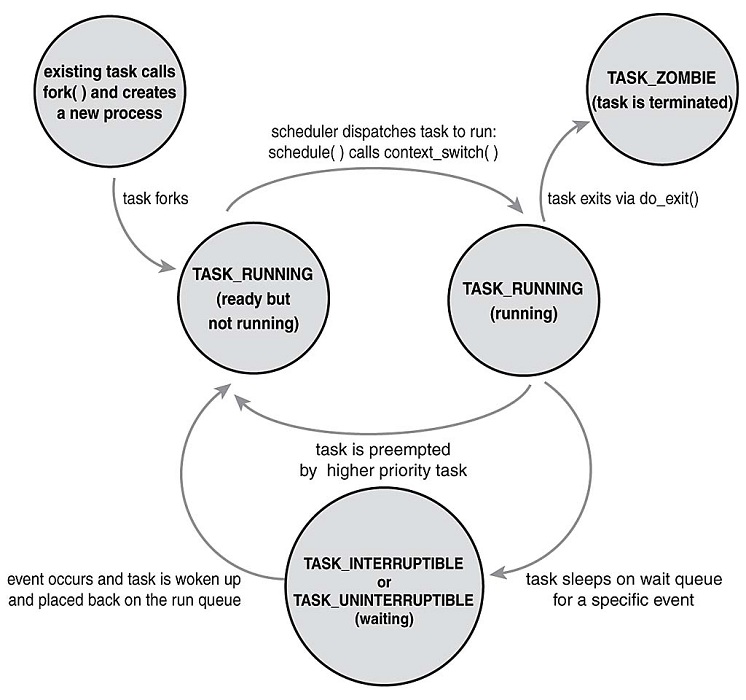 existing task calls
fork( ) and creates
a new process
TASK_ZOMBIE
(task is terminated)
scheduler dispatches task to run:
schedule( ) calls context_switch( )
task forks
task exits via do_exit()
TASK_RUNNING
(ready but
not running)
TASK_RUNNING
(running)
task is preempted
by higher priority task
TASK_INTERRUPTIBLE
or
TASK_UNINTERRUPTIBLE
(waiting)
event occurs and task is woken up
and placed back on the run queue
task sleeps on wait queue
for a specific event